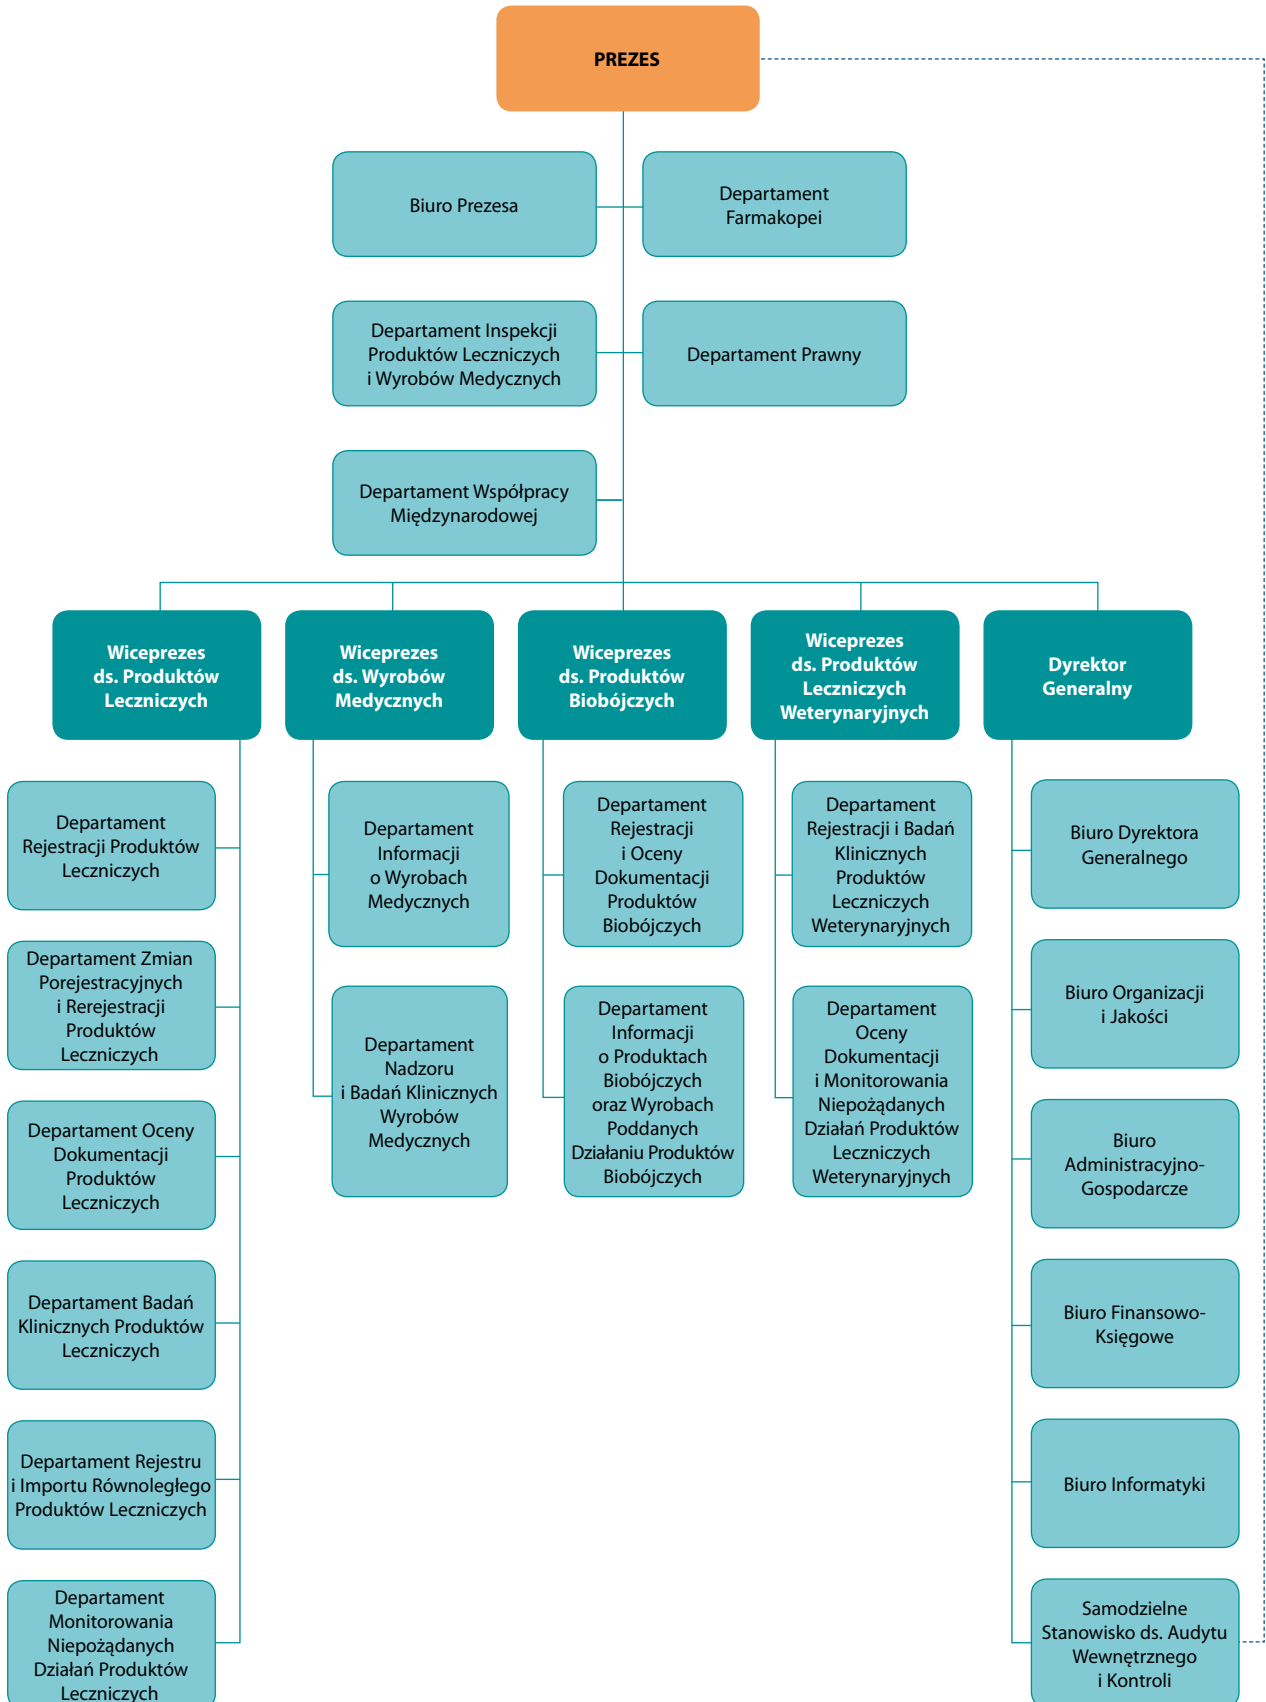 PREZES
Biuro Prezesa
Departament
Farmakopei
Departament Inspekcji
Produktów Leczniczych
i Wyrobów Medycznych
Departament Prawny
Departament Współpracy
Międzynarodowej
Wiceprezes
ds. Produktów
Leczniczych
Wiceprezes
ds. Wyrobów
Medycznych
Wiceprezes
ds. Produktów
Biobójczych
Wiceprezes
ds. Produktów
Leczniczych
Weterynaryjnych
Dyrektor
Generalny
Departament
Rejestracji Produktów
Leczniczych
Departament Zmian
Porejestracyjnych
i Rerejestracji
Produktów
Leczniczych
Departament Oceny
Dokumentacji
Produktów
Leczniczych
Departament Badań
Klinicznych Produktów
Leczniczych
Departament Rejestru
i Importu Równoległego
Produktów Leczniczych
Departament
Monitorowania
Niepożądanych
Działań Produktów
Leczniczych
Departament
Informacji
o Wyrobach
Medycznych
Departament
Nadzoru
i Badań Klinicznych
Wyrobów
Medycznych
Departament
Rejestracji
i Oceny
Dokumentacji
Produktów
Biobójczych
Departament
Informacji
o Produktach
Biobójczych
oraz Wyrobach
Poddanych
Działaniu Produktów
Biobójczych
Departament
Rejestracji i Badań
Klinicznych
Produktów
Leczniczych
Weterynaryjnych
Departament
Oceny
Dokumentacji
i Monitorowania
Niepożądanych
Działań Produktów
Leczniczych
Weterynaryjnych
Biuro Dyrektora
Generalnego
Biuro Organizacji
i Jakości
Biuro
Administracyjno-
Gospodarcze
Biuro Finansowo-
Księgowe
Biuro Informatyki
Samodzielne
Stanowisko ds. Audytu
Wewnętrznego
i Kontroli